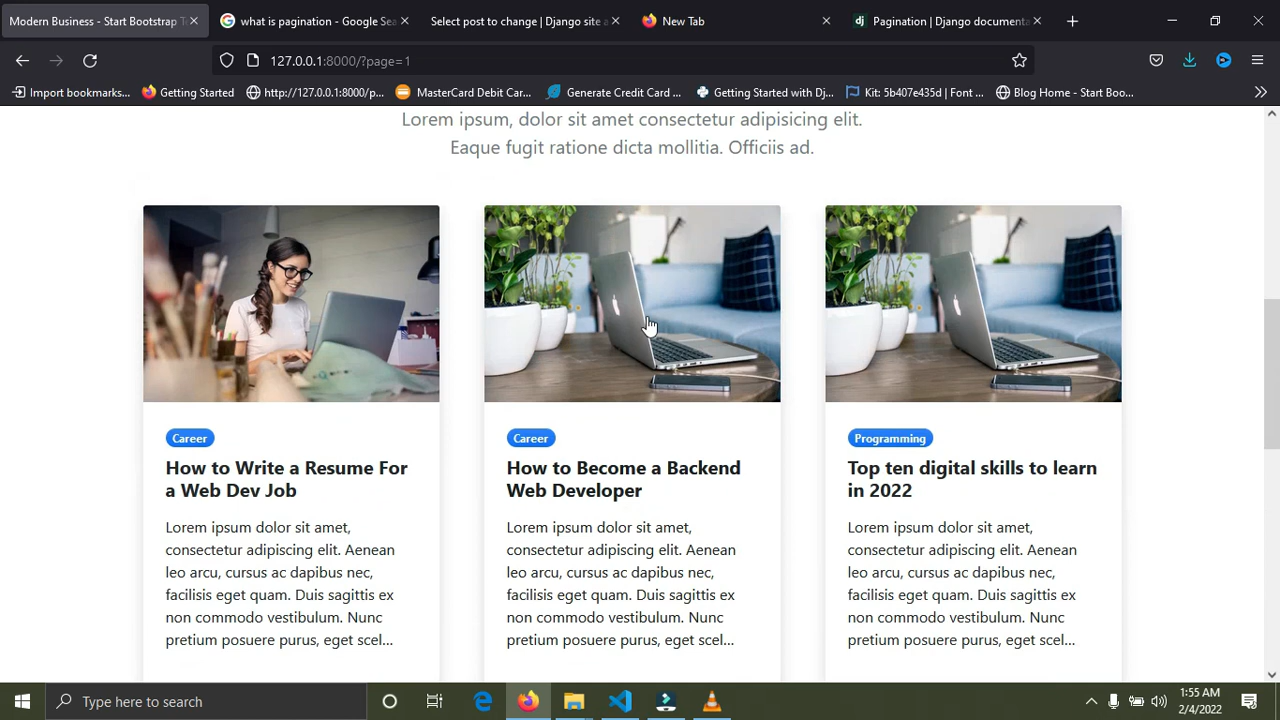 Modern Business - Start Bootstrap T
what is pagination - Google Sea
Select post to change | Django site a
New Tab
Pagination | Django documenta
127.0.0.1:8000/?page=1
Import bookmarks...
Getting Started
http://127.0.0.1:8000/p...
MasterCard Debit Car...
Generate Credit Card ...
Getting Started with Dj...
Kit: 5b407e435d | Font ...
Blog Home - Start Boo...
Lorem ipsum, dolor sit amet consectetur adipisicing elit.
Eaque fugit ratione dicta mollitia. Officiis ad.
Career
How to Write a Resume For
a Web Dev Job
Lorem ipsum dolor sit amet,
consectetur adipiscing elit. Aenean
leo arcu, cursus ac dapibus nec,
facilisis eget quam. Duis sagittis ex
non commodo vestibulum. Nunc
pretium posuere purus, eget scel...
Career
How to Become a Backend
Web Developer
Lorem ipsum dolor sit amet,
consectetur adipiscing elit. Aenean
leo arcu, cursus ac dapibus nec,
facilisis eget quam. Duis sagittis ex
non commodo vestibulum. Nunc
pretium posuere purus, eget scel...
Programming
Top ten digital skills to learn
in 2022
Lorem ipsum dolor sit amet,
consectetur adipiscing elit. Aenean
leo arcu, cursus ac dapibus nec,
facilisis eget quam. Duis sagittis ex
non commodo vestibulum. Nunc
pretium posuere purus, eget scel...
Type here to search
1:55 AM
2/4/2022